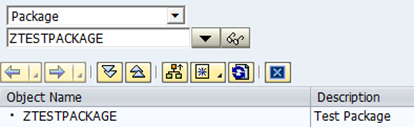 Package
ZTESTPACKAGE
Object Name Description
• ZTESTPACKAGE Test Package